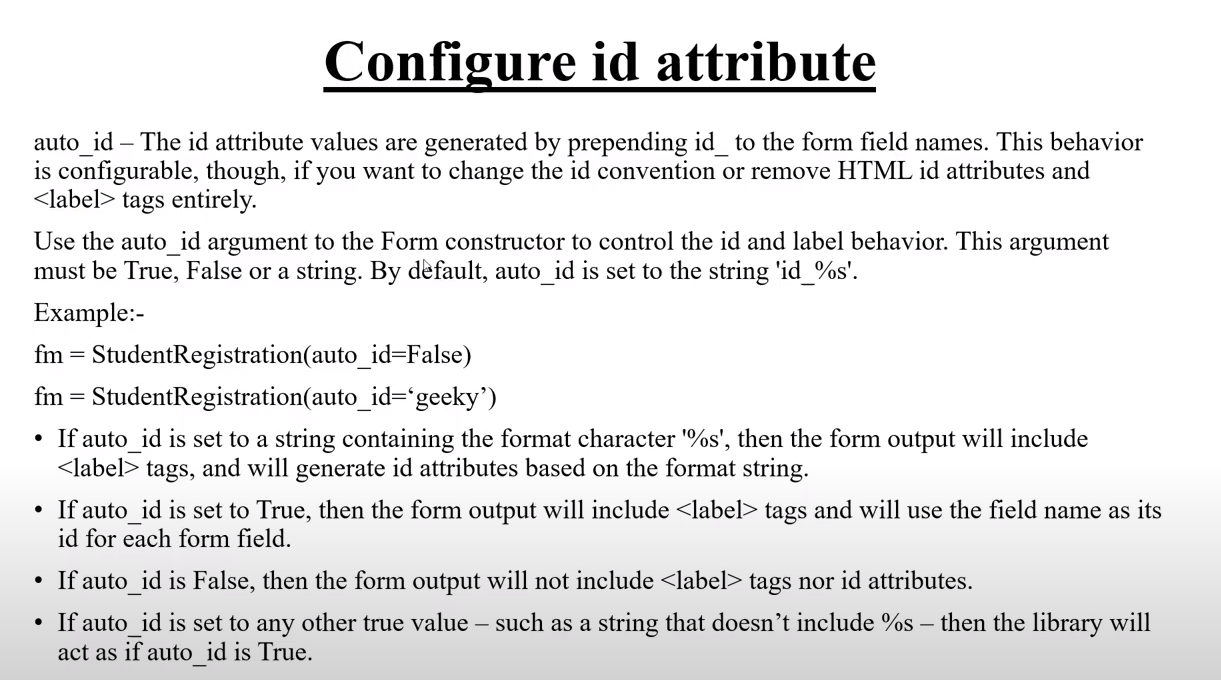 Configure id attribute
auto_id – The id attribute values are generated by prepending id_ to the form field names. This behavior
is configurable, though, if you want to change the id convention or remove HTML id attributes and
<label> tags entirely.
Use the auto_id argument to the Form constructor to control the id and label behavior. This argument
must be True, False or a string. By default, auto_id is set to the string 'id_%s'.
Example:-
fm = StudentRegistration(auto_id=False)
fm = StudentRegistration(auto_id=‘geeky’)
• If auto_id is set to a string containing the format character '%s', then the form output will include
<label> tags, and will generate id attributes based on the format string.
• If auto_id is set to True, then the form output will include <label> tags and will use the field name as its
id for each form field.
• If auto_id is False, then the form output will not include <label> tags nor id attributes.
• If auto_id is set to any other true value – such as a string that doesn’t include %s – then the library will
act as if auto_id is True.